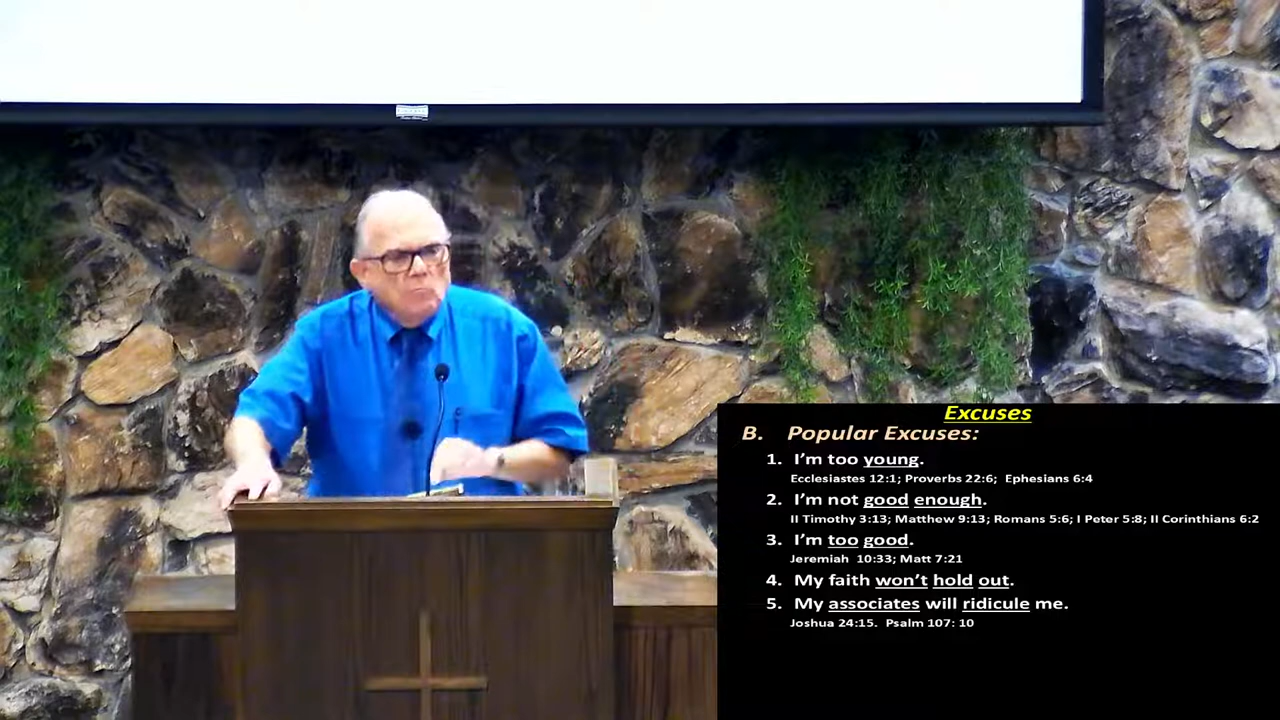 Excuses
B. Popular Excuses:
1. I'm too young.
Ecclesiastes 12:1; Proverbs 22:6; Ephesians 6:4
2. I'm not good enough.
II Timothy 3:13; Matthew 9:13; Romans 5:6; I Peter 5:8; II Corinthians 6:2
3. I'm too good.
Jeremiah 10:33; Matt 7:21
4. My faith won't hold out.
5. My associates will ridicule me.
Joshua 24:15. Psalm 107: 10